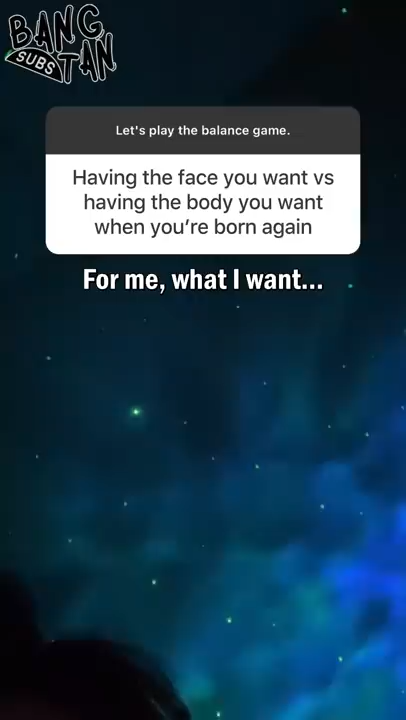 BANG
SUBS TAN
Let's play the balance game.
Having the face you want vs
having the body you want
when you’re born again
For me, what I want...